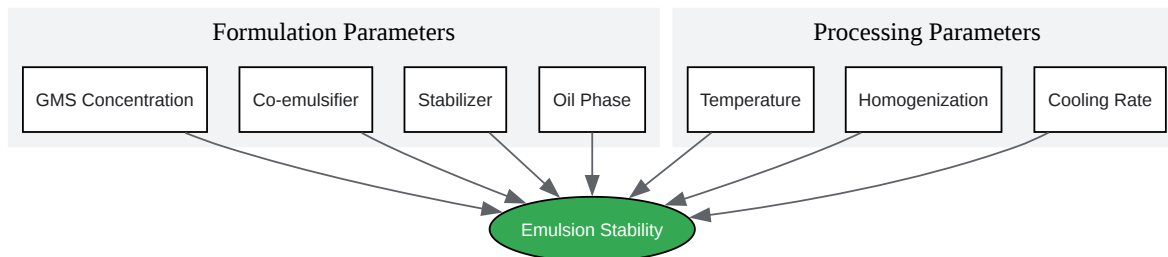 Formulation Parameters
Processing Parameters
GMS Concentration
Co-emulsifier
Stabilizer
Oil Phase
Temperature
Homogenization
Cooling Rate
Emulsion Stability